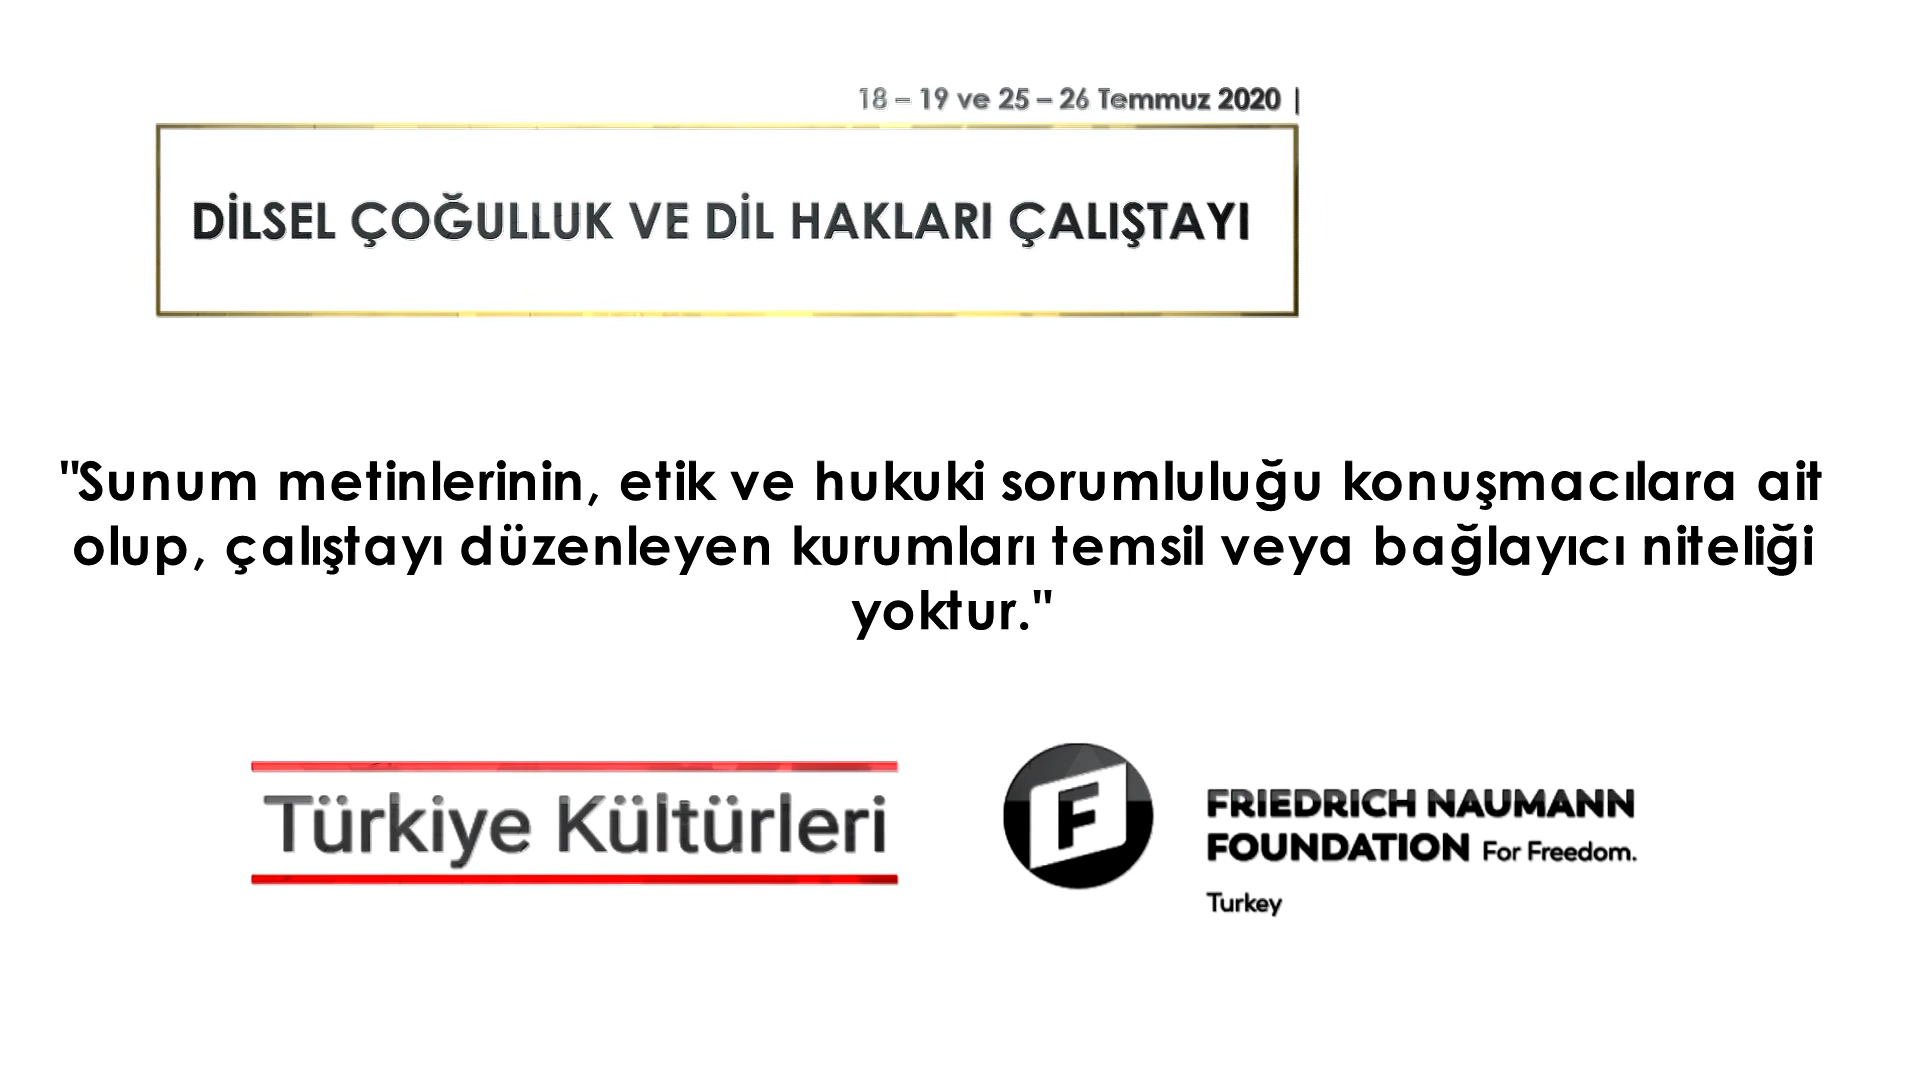 18 – 19 ve 25 – 26 Temmuz 2020 |
DİLSEL ÇOĞULLUK VE DİL HAKLARI ÇALIŞTAYI
"Sunum metinlerinin, etik ve hukuki sorumluluğu konuşmacılara ait
olup, çalıştayı düzenleyen kurumları temsil veya bağlayıcı niteliği
yoktur."
Türkiye Kültürleri
F
FRIEDRICH NAUMANN
FOUNDATION For Freedom.
Turkey